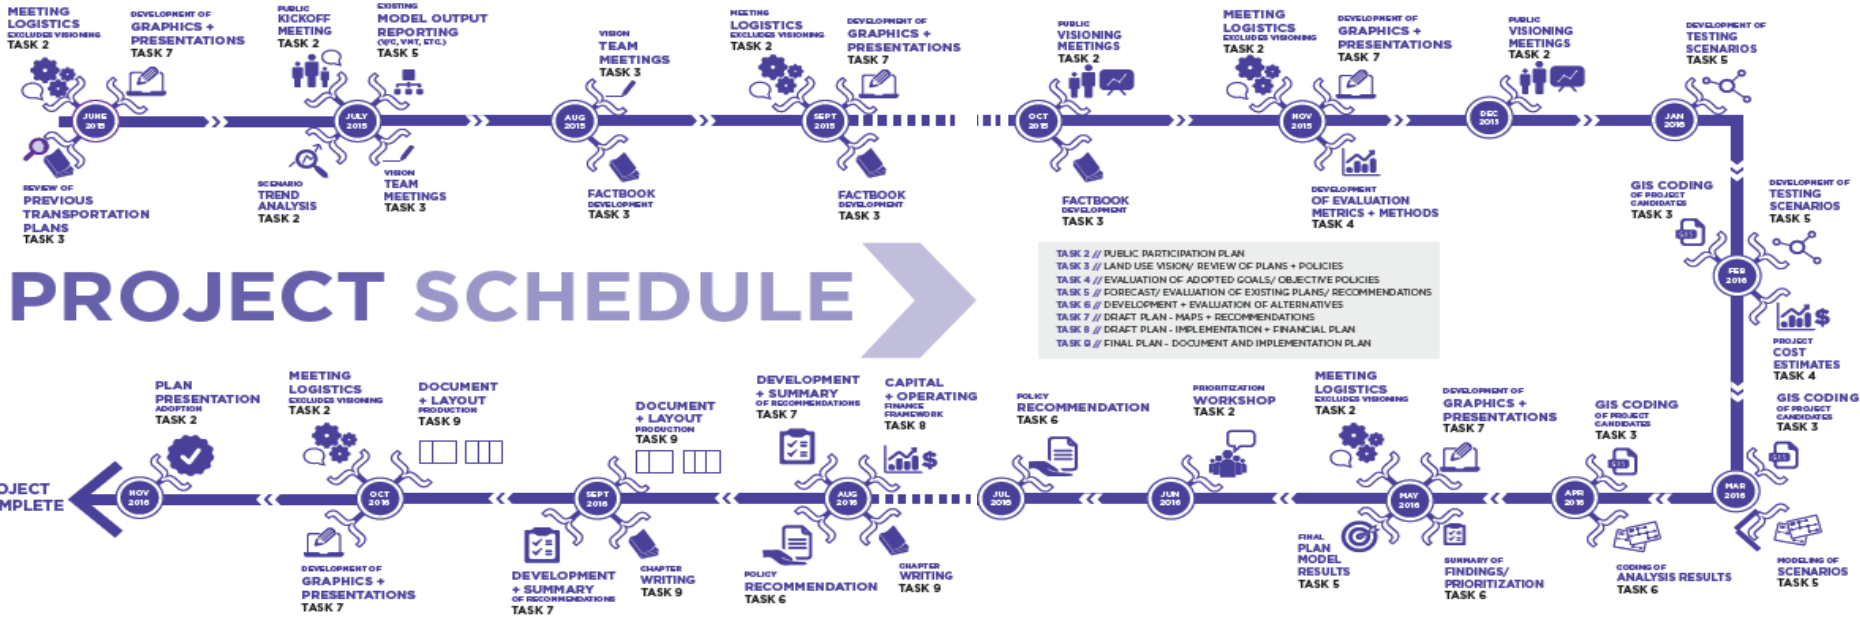 MEETING
LOGISTICS
EXCLUDES VISIONING
TASK 2
DEVELOPMENT OF
GRAPHICS +
PRESENTATIONS
TASK 7
PUBLIC
KICKOFF
MEETING
TASK 2
EXISTING
MODEL OUTPUT
REPORTING
(V/C, VMT, ETC.)
TASK 5
VISION
TEAM
MEETINGS
TASK 3
MEETING
LOGISTICS
EXCLUDES VISIONING
TASK 2
DEVELOPMENT OF
GRAPHICS +
PRESENTATIONS
TASK 7
PUBLIC
VISIONING
MEETINGS
TASK 2
MEETING
LOGISTICS
EXCLUDES VISIONING
TASK 2
DEVELOPMENT OF
GRAPHICS +
PRESENTATIONS
TASK 7
PUBLIC
VISIONING
MEETINGS
TASK 2
DEVELOPMENT OF
TESTING
SCENARIOS
TASK 5
JUNE
2015
JULY
2015
AUG
2015
SEPT
2015
OCT
2015
NOV
2015
DEC
2015
JAN
2016
REVIEW OF
PREVIOUS
TRANSPORTATION
PLANS
TASK 3
SCENARIO
TREND
ANALYSIS
TASK 2
VISION
TEAM
MEETINGS
TASK 3
FACTBOOK
DEVELOPMENT
TASK 3
FACTBOOK
DEVELOPMENT
TASK 3
FACTBOOK
DEVELOPMENT
TASK 3
DEVELOPMENT
OF EVALUATION
METRICS + METHODS
TASK 4
GIS CODING
OF PROJECT
CANDIDATES
TASK 3
GIS
DEVELOPMENT OF
TESTING
SCENARIOS
TASK 5
FEB
2016
PROJECT
COST
ESTIMATES
TASK 4
PROJECT SCHEDULE
TASK 2 // PUBLIC PARTICIPATION PLAN
TASK 3 // LAND USE VISION/ REVIEW OF PLANS + POLICIES
TASK 4 // EVALUATION OF ADOPTED GOALS/ OBJECTIVE POLICIES
TASK 5 // FORECAST/ EVALUATION OF EXISTING PLANS/ RECOMMENDATIONS
TASK 6 // DEVELOPMENT + EVALUATION OF ALTERNATIVES
TASK 7 // DRAFT PLAN - MAPS + RECOMMENDATIONS
TASK 8 // DRAFT PLAN - IMPLEMENTATION + FINANCIAL PLAN
TASK 9 // FINAL PLAN - DOCUMENT AND IMPLEMENTATION PLAN
PLAN
PRESENTATION
ADOPTION
TASK 2
MEETING
LOGISTICS
EXCLUDES VISIONING
TASK 2
DOCUMENT
+ LAYOUT
PRODUCTION
TASK 9
DOCUMENT
+ LAYOUT
PRODUCTION
TASK 9
DEVELOPMENT
+ SUMMARY
OF RECOMMENDATIONS
TASK 7
CAPITAL
+ OPERATING
FINANCE
FRAMEWORK
TASK 8
POLICY
RECOMMENDATION
TASK 6
PRIORITIZATION
WORKSHOP
TASK 2
MEETING
LOGISTICS
EXCLUDES VISIONING
TASK 2
DEVELOPMENT OF
GRAPHICS +
PRESENTATIONS
TASK 7
GIS CODING
OF PROJECT
CANDIDATES
TASK 3
GIS
GIS CODING
OF PROJECT
CANDIDATES
TASK 3
GIS
OJECT
MPLETE
NOV
2016
OCT
2016
SEPT
2016
AUG
2016
JUL
2016
JUN
2016
MAY
2016
APR
2016
MAR
2016
DEVELOPMENT OF
GRAPHICS +
PRESENTATIONS
TASK 7
DEVELOPMENT
+ SUMMARY
OF RECOMMENDATIONS
TASK 7
CHAPTER
WRITING
TASK 9
POLICY
RECOMMENDATION
TASK 6
CHAPTER
WRITING
TASK 9
FINAL
PLAN
MODEL
RESULTS
TASK 5
SUMMARY OF
FINDINGS/
PRIORITIZATION
TASK 6
CODING OF
ANALYSIS RESULTS
TASK 6
MODELING OF
SCENARIOS
TASK 5